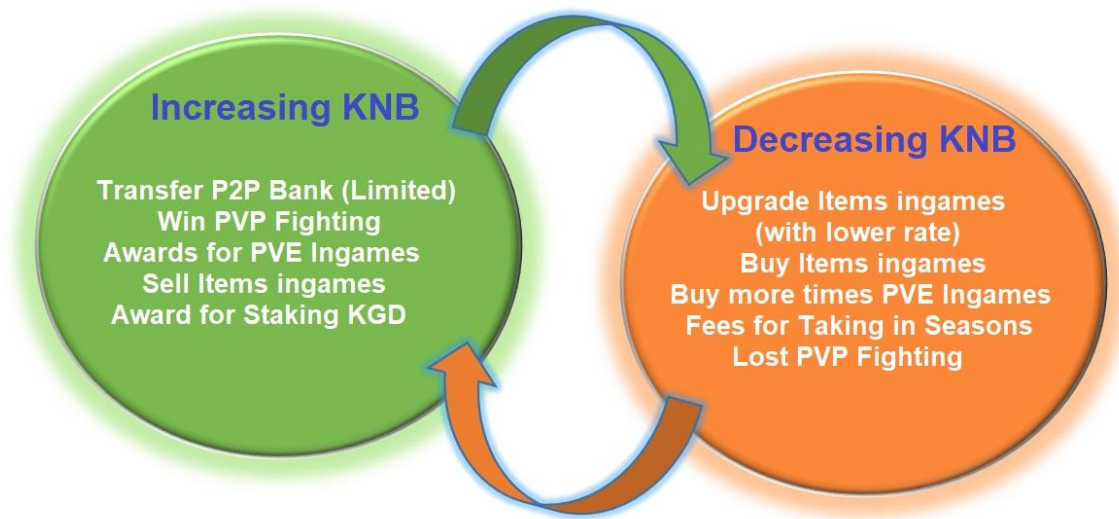 Increasing KNB
Transfer P2P Bank (Limited)
Win PVP Fighting
Awards for PVE Ingames
Sell Items ingames
Award for Staking KGD
Decreasing KNB
Upgrade Items ingames
(with lower rate)
Buy Items ingames
Buy more times PVE Ingames
Fees for Taking in Seasons
Lost PVP Fighting